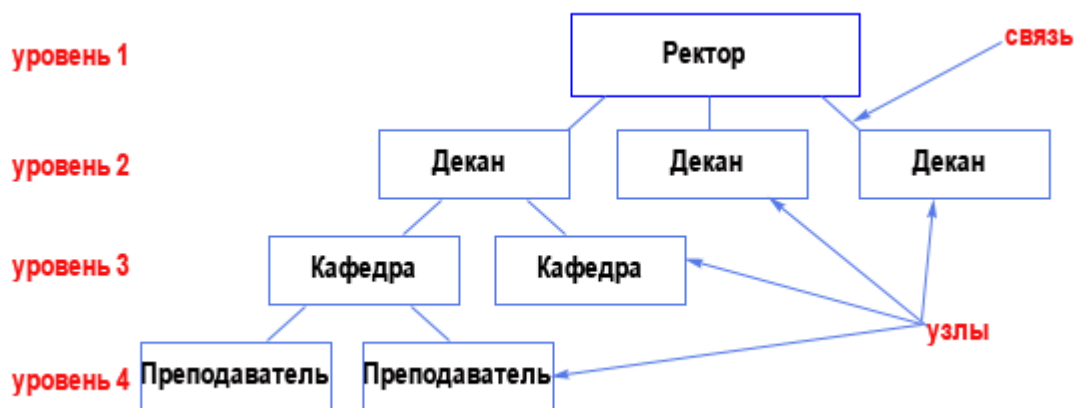 уровень 1
Ректор
связь
уровень 2
Декан
Декан
Декан
уровень 3
Кафедра
Кафедра
узлы
уровень 4
Преподаватель
Преподаватель